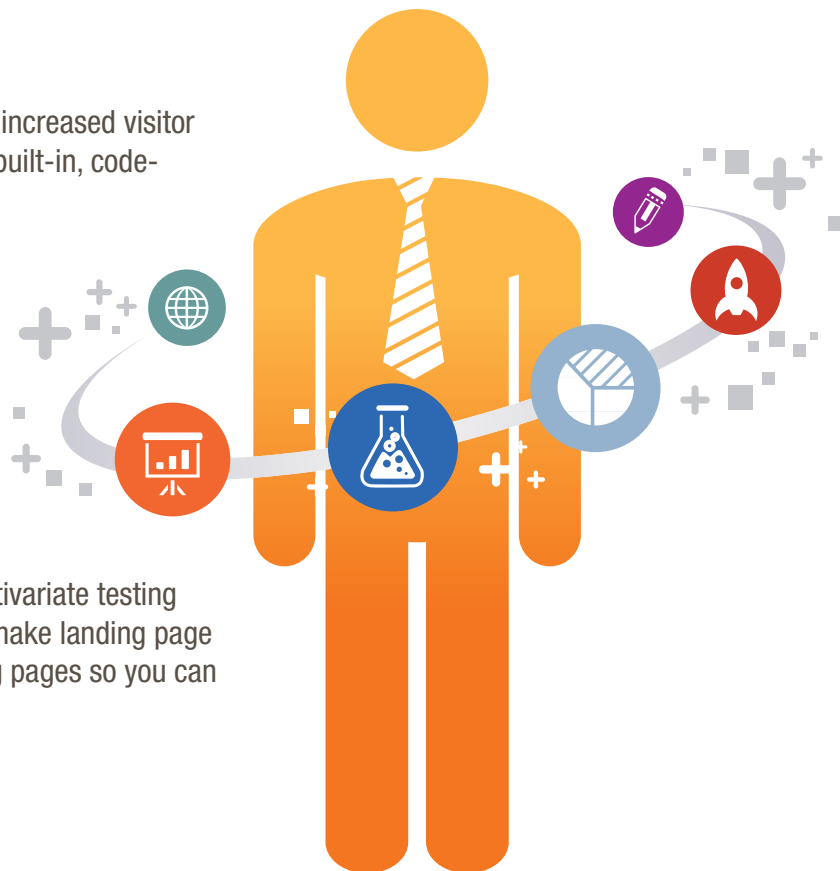 increased visitor
built-in, code-
tivariate testing
make landing page
g pages so you can